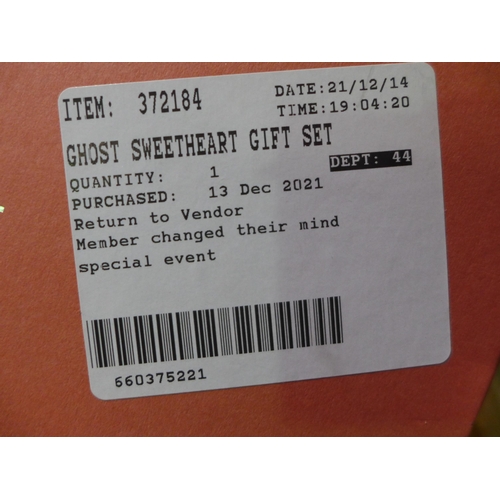 ITEM: 372184 DATE:21/12/14
TIME:19:04:20
GHOST SWEETHEART GIFT SET
QUANTITY: 1 DEPT: 44
PURCHASED: 13 Dec 2021
Return to Vendor
Member changed their mind
special event
660375221